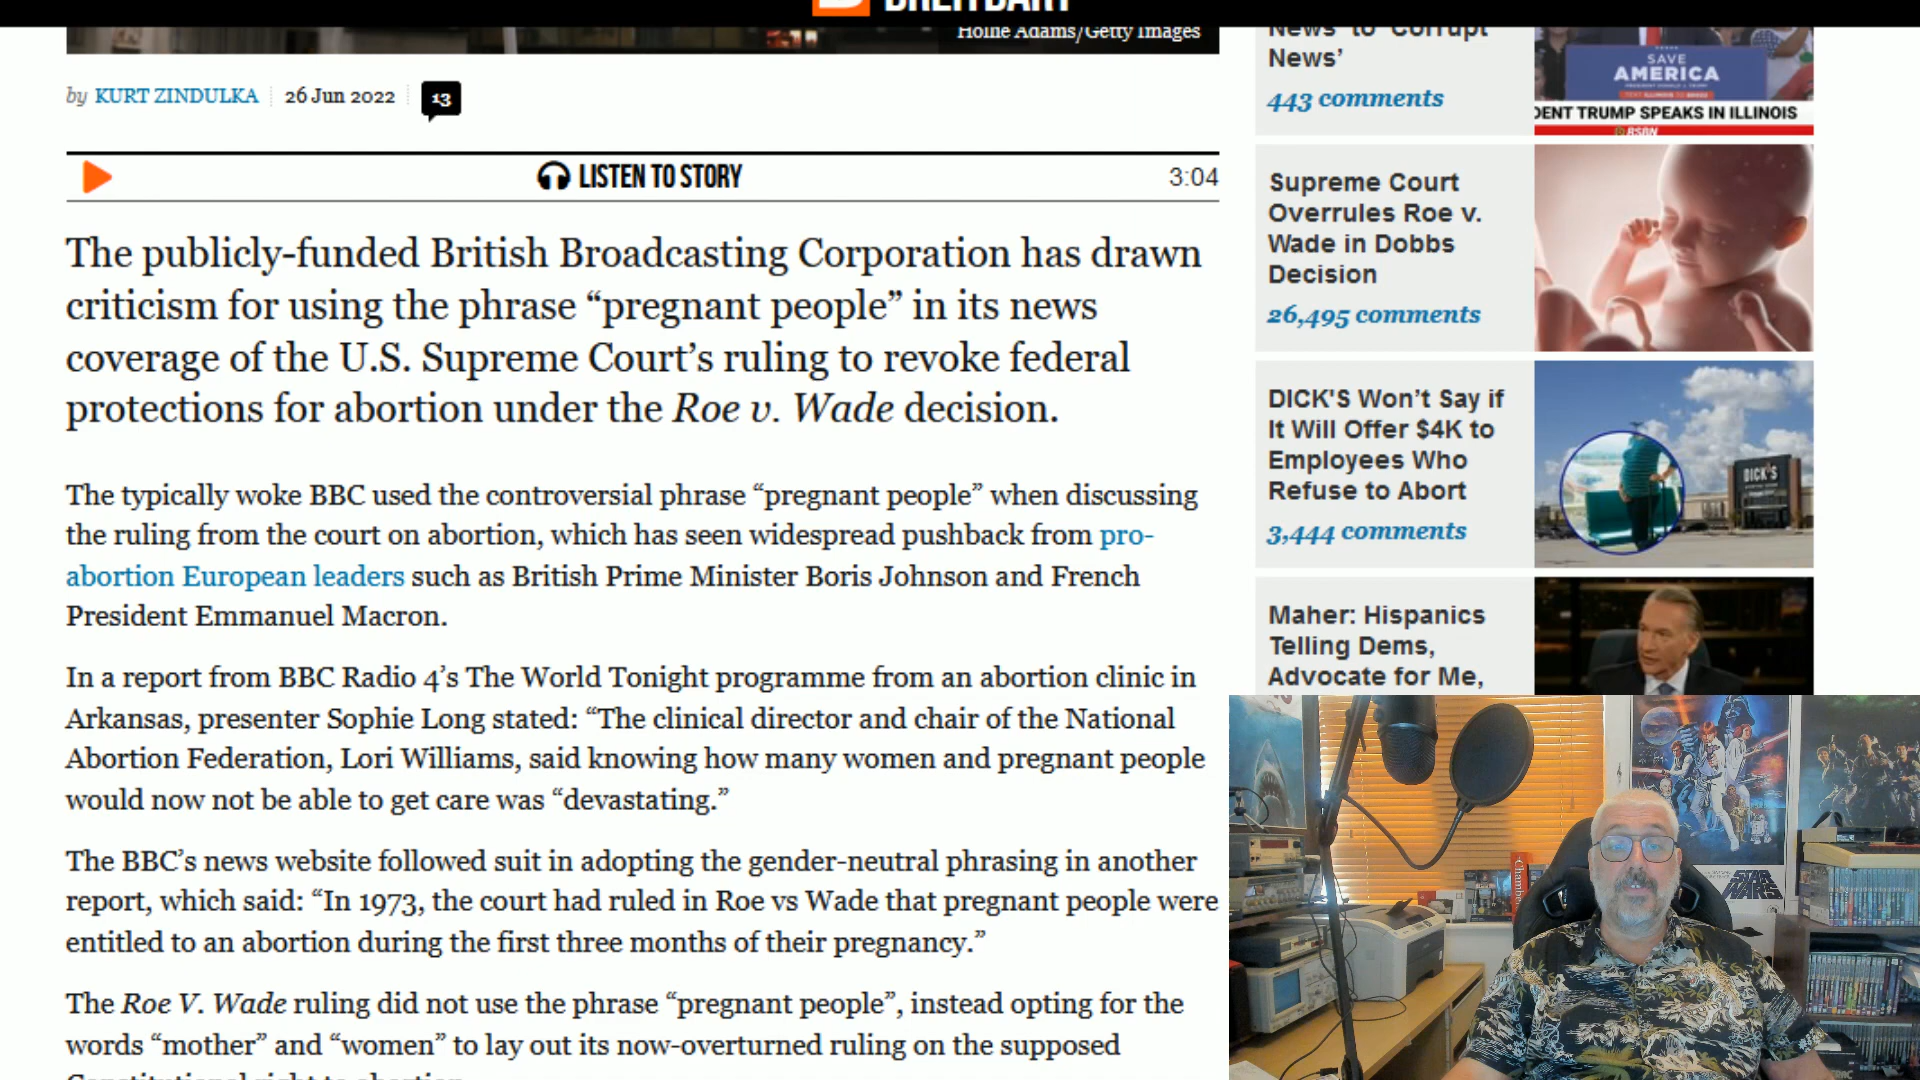 BREITBART
Hollie Adams/Getty Images
by KURT ZINDULKA 26 Jun 2022 13
LISTEN TO STORY 3:04
The publicly-funded British Broadcasting Corporation has drawn
criticism for using the phrase “pregnant people” in its news
coverage of the U.S. Supreme Court’s ruling to revoke federal
protections for abortion under the Roe v. Wade decision.
The typically woke BBC used the controversial phrase “pregnant people” when discussing
the ruling from the court on abortion, which has seen widespread pushback from pro-
abortion European leaders such as British Prime Minister Boris Johnson and French
President Emmanuel Macron.
In a report from BBC Radio 4’s The World Tonight programme from an abortion clinic in
Arkansas, presenter Sophie Long stated: “The clinical director and chair of the National
Abortion Federation, Lori Williams, said knowing how many women and pregnant people
would now not be able to get care was “devastating.”
The BBC’s news website followed suit in adopting the gender-neutral phrasing in another
report, which said: “In 1973, the court had ruled in Roe vs Wade that pregnant people were
entitled to an abortion during the first three months of their pregnancy.”
The Roe V. Wade ruling did not use the phrase “pregnant people”, instead opting for the
words “mother” and “women” to lay out its now-overturned ruling on the supposed
Constitutional right to abortion
News’ to ‘Corrupt
News’
443 comments
SAVE
AMERICA
DENT TRUMP SPEAKS IN ILLINOIS
RSBN
Supreme Court
Overrules Roe v.
Wade in Dobbs
Decision
26,495 comments
DICK'S Won’t Say if
It Will Offer $4K to
Employees Who
Refuse to Abort
3,444 comments
DICK'S
Maher: Hispanics
Telling Dems,
Advocate for Me,
Chambers
STAR
WARS